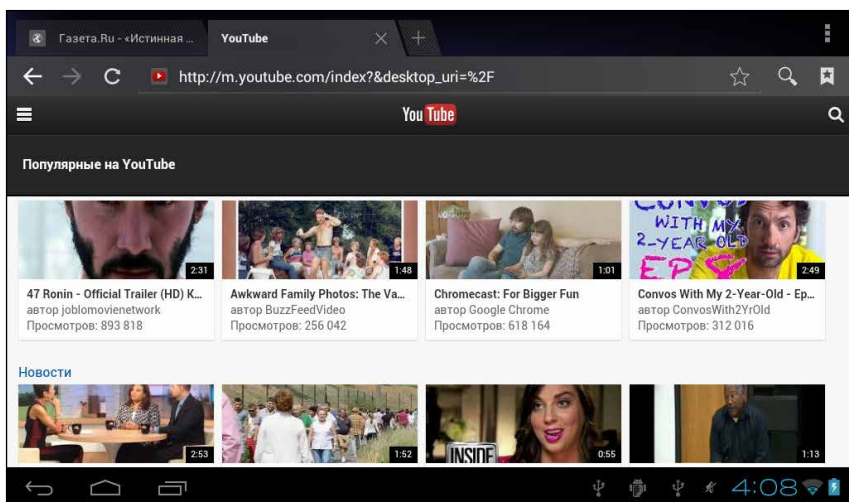 Газета.Ru - «Истинная ...
YouTube
http://m.youtube.com/index?&desktop_uri=%2F
YouTube
Популярные на YouTube
CONVOS
WITH MY
2-YEAR OLD
EP 8
2:31
1:48
1:01
2:49
47 Ronin - Official Trailer (HD) K...
Awkward Family Photos: The Va...
Chromecast: For Bigger Fun
Convos With My 2-Year-Old - Ep...
автор joblomovienetwork
автор BuzzFeedVideo
автор Google Chrome
автор ConvosWith2YrOld
Просмотров: 893 818
Просмотров: 256 042
Просмотров: 618 164
Просмотров: 312 016
Новости
INSIDE
2:53
1:52
0:55
1:13
4:08